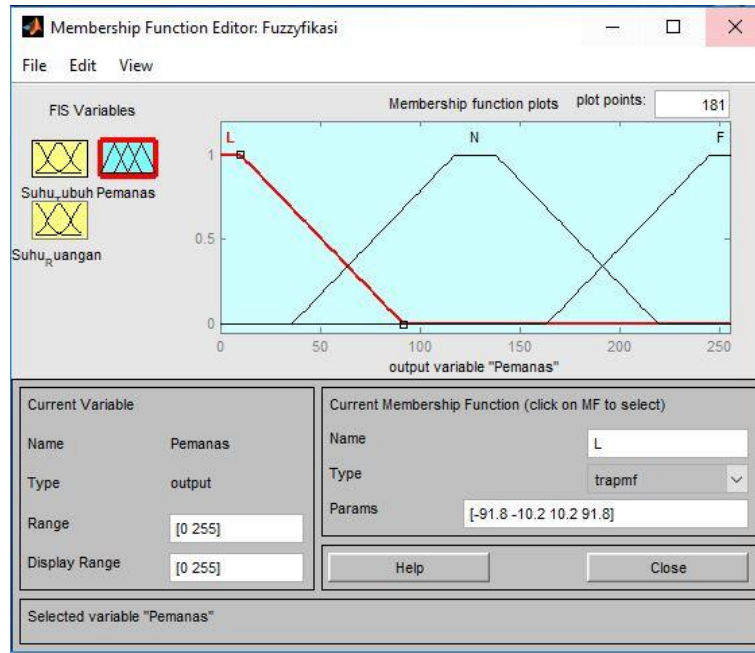 Membership Function Editor: Fuzzyfikasi
File Edit View
FIS Variables
Membership function plots plot points: 181
Suhu_Tubuh Pemanas
Suhu_Ruangan
L N F
1
0.5
0
0 50 100 150 200 250
output variable "Pemanas"
Current Variable
Name Pemanas
Type output
Range [0 255]
Display Range [0 255]
Current Membership Function (click on MF to select)
Name L
Type trapmf
Params [-91.8 -10.2 10.2 91.8]
Help Close
Selected variable "Pemanas"